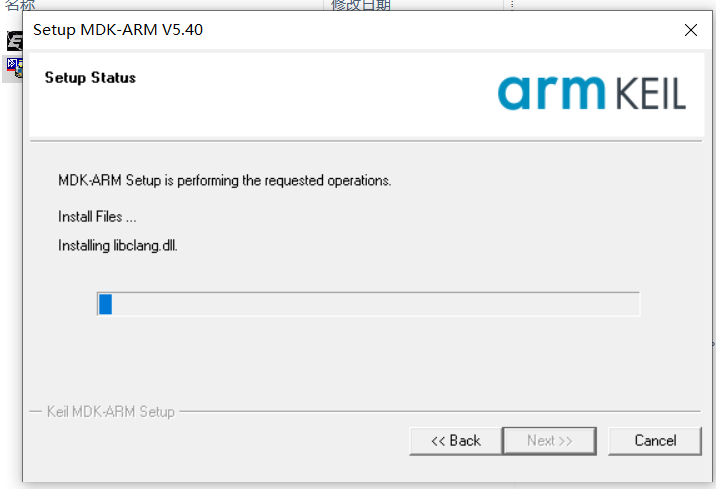 名称 修改日期
Setup MDK-ARM V5.40
Setup Status
arm KEIL
MDK-ARM Setup is performing the requested operations.
Install Files ...
Installing libclang.dll.
Keil MDK-ARM Setup
<< Back Next >> Cancel